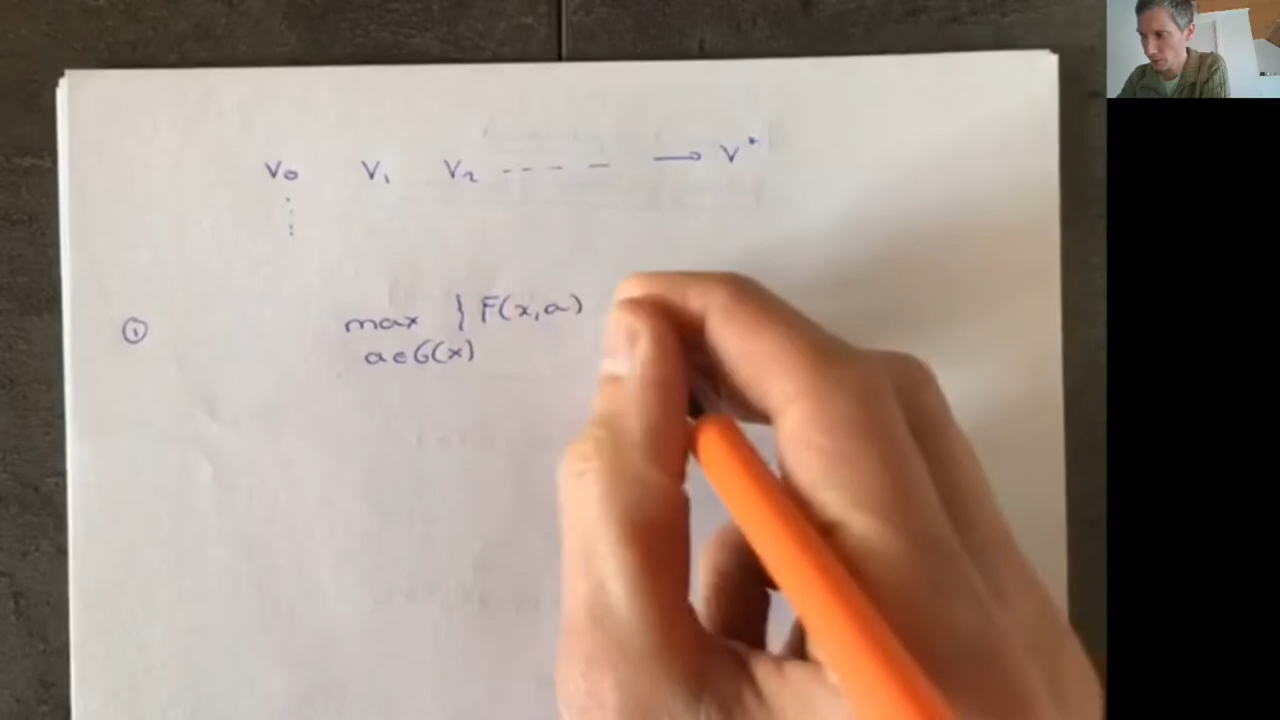 V₀ V₁ V₂ ---- → V*
① max { F(x,a)
a∈G(x)